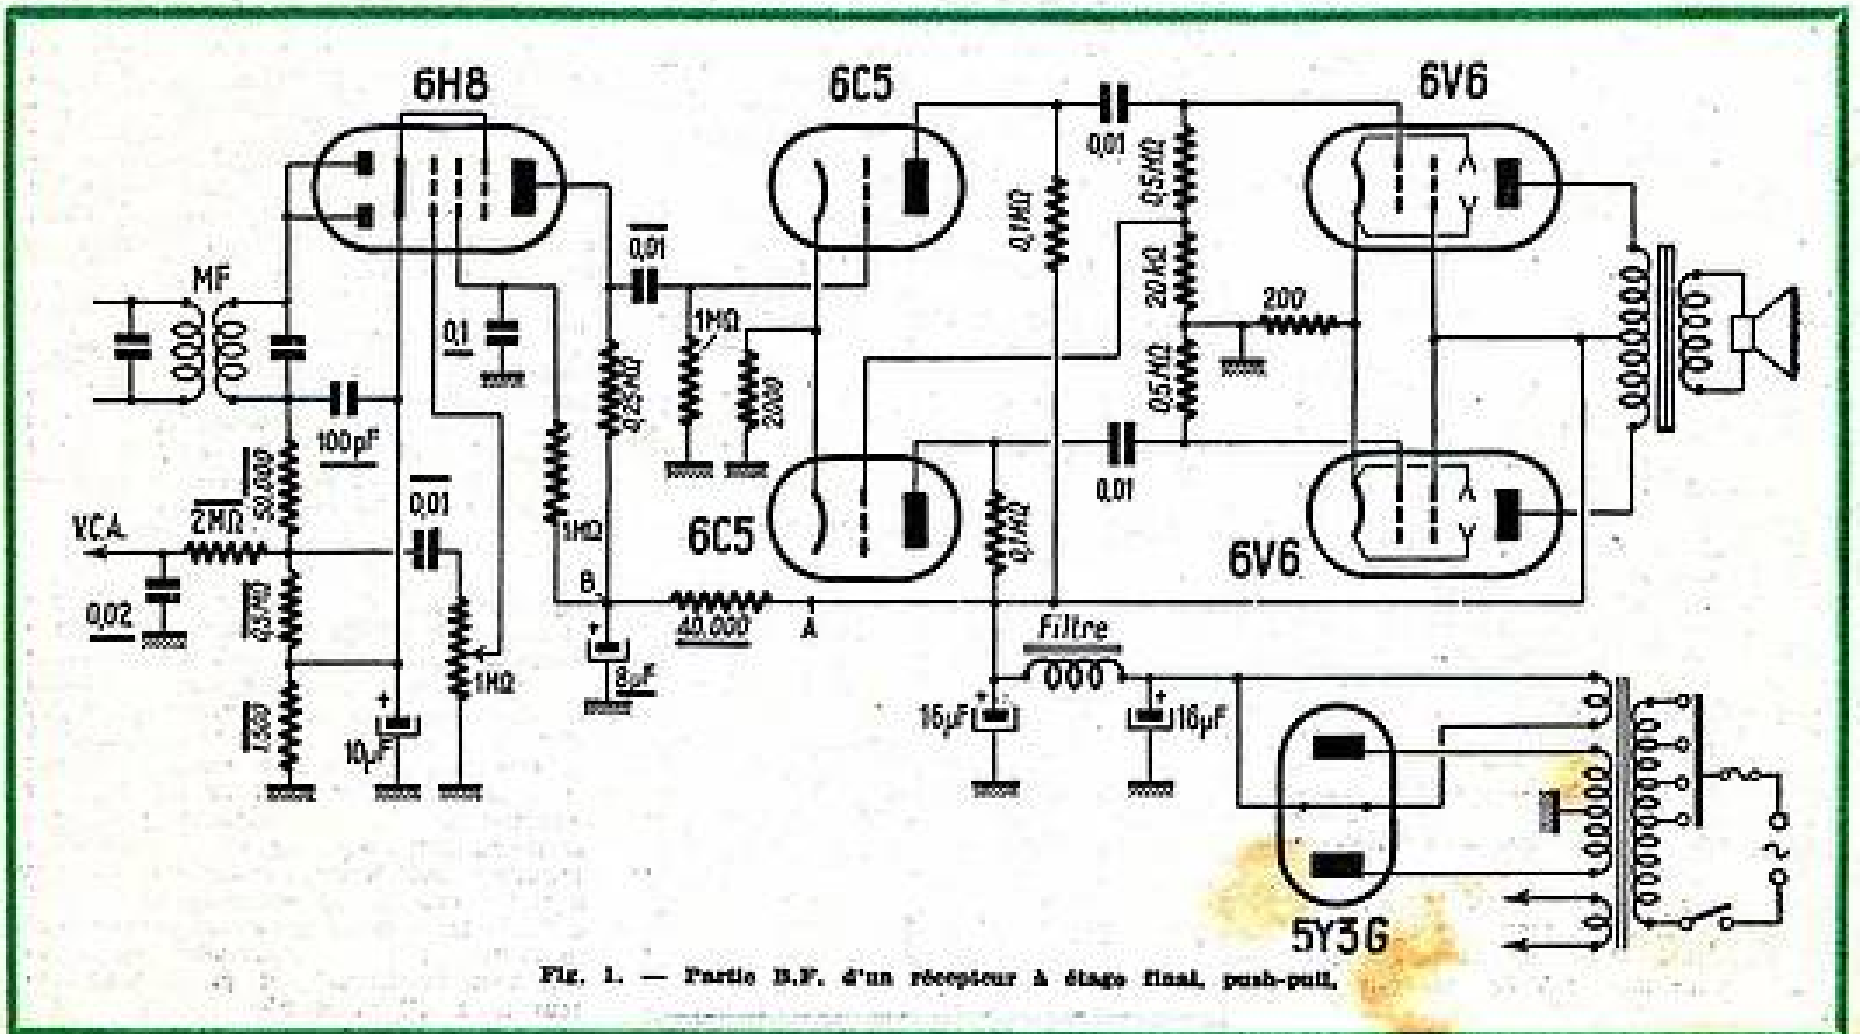 6H8
6C5
6V6
0,01
0,5MΩ
0,1MΩ
0,01
MF
1MΩ
20kΩ
200
0,1
0,25MΩ
2000
0,5MΩ
100pF
50.000
0,01
0,01
V.C.A.
2MΩ
1MΩ
6C5
0,1MΩ
6V6
B
0,02
0,5MΩ
40.000
A
Filtre
1MΩ
8µF
16µF
16µF
10µF
5Y3G
Fig. 1. — Partie B.F. d'un récepteur à étage final, push-pull.